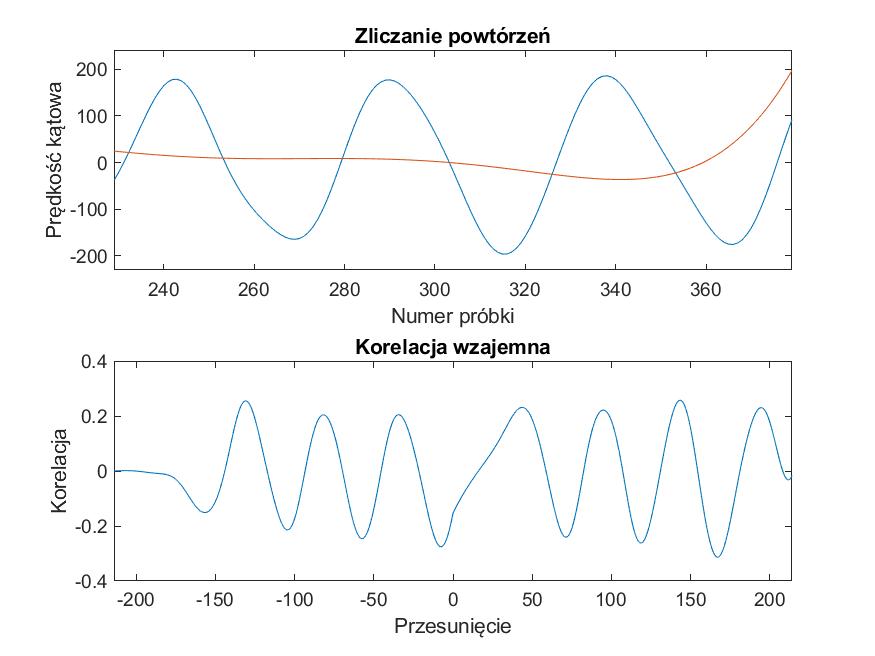 Zliczanie powtórzeń
200
100
0
-100
-200
Prędkość kątowa
240 260 280 300 320 340 360
Numer próbki
Korelacja wzajemna
0.4
0.2
0
-0.2
-0.4
Korelacja
-200 -150 -100 -50 0 50 100 150 200
Przesunięcie